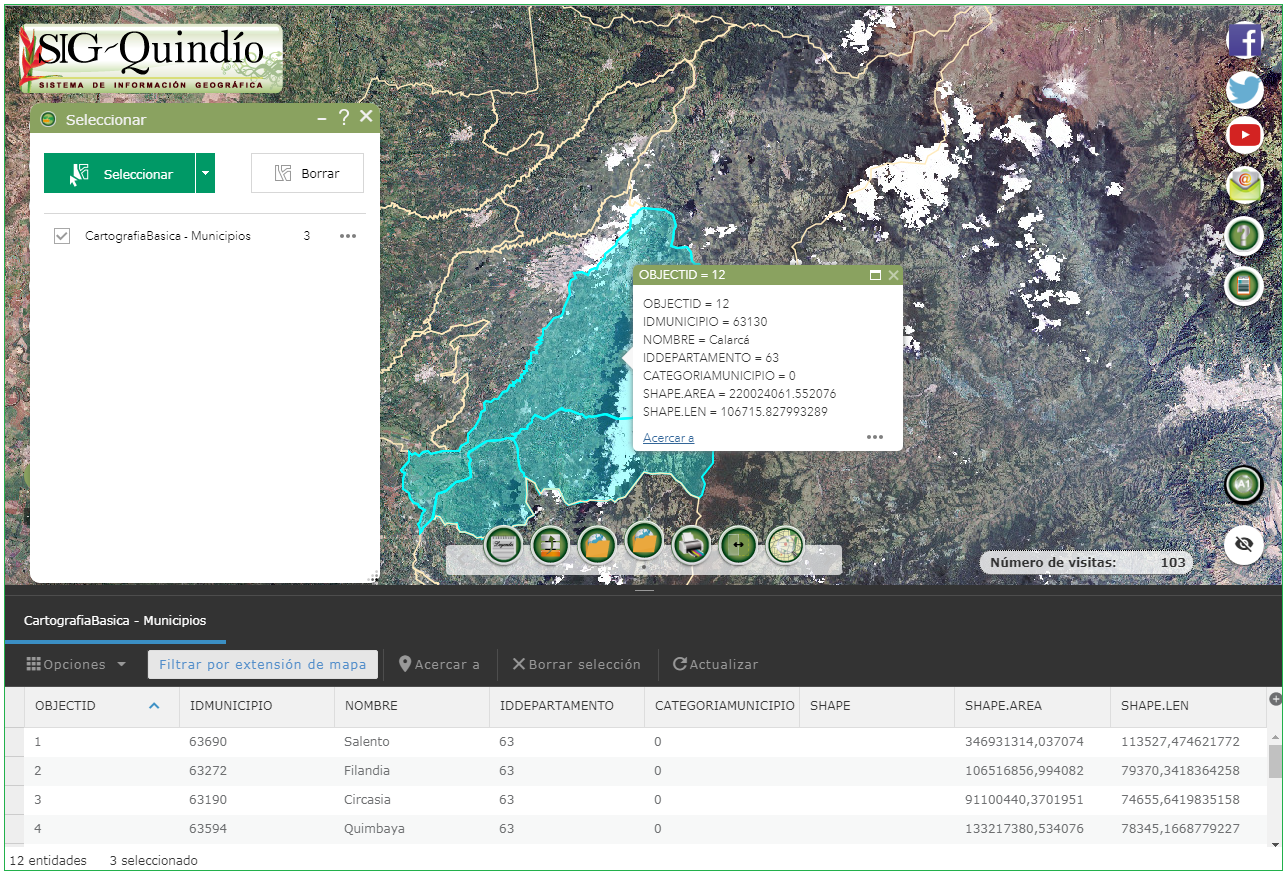 SIG-Quindío
SISTEMA DE INFORMACIÓN GEOGRÁFICA
Seleccionar
Seleccionar
Borrar
CartografiaBasica - Municipios 3
OBJECTID = 12
OBJECTID = 12
IDMUNICIPIO = 63130
NOMBRE = Calarcá
IDDEPARTAMENTO = 63
CATEGORIAMUNICIPIO = 0
SHAPE.AREA = 220024061.552076
SHAPE.LEN = 106715.827993289
Acercar a
A1
Número de visitas: 103
CartografiaBasica - Municipios
Opciones Filtrar por extensión de mapa Acercar a Borrar selección Actualizar
OBJECTID IDMUNICIPIO NOMBRE IDDEPARTAMENTO CATEGORIAMUNICIPIO SHAPE SHAPE.AREA SHAPE.LEN
1 63690 Salento 63 0 346931314,037074 113527,474621772
2 63272 Filandia 63 0 106516856,994082 79370,3418364258
3 63190 Circasia 63 0 91100440,3701951 74655,6419835158
4 63594 Quimbaya 63 0 133217380,534076 78345,1668779227
12 entidades 3 seleccionado